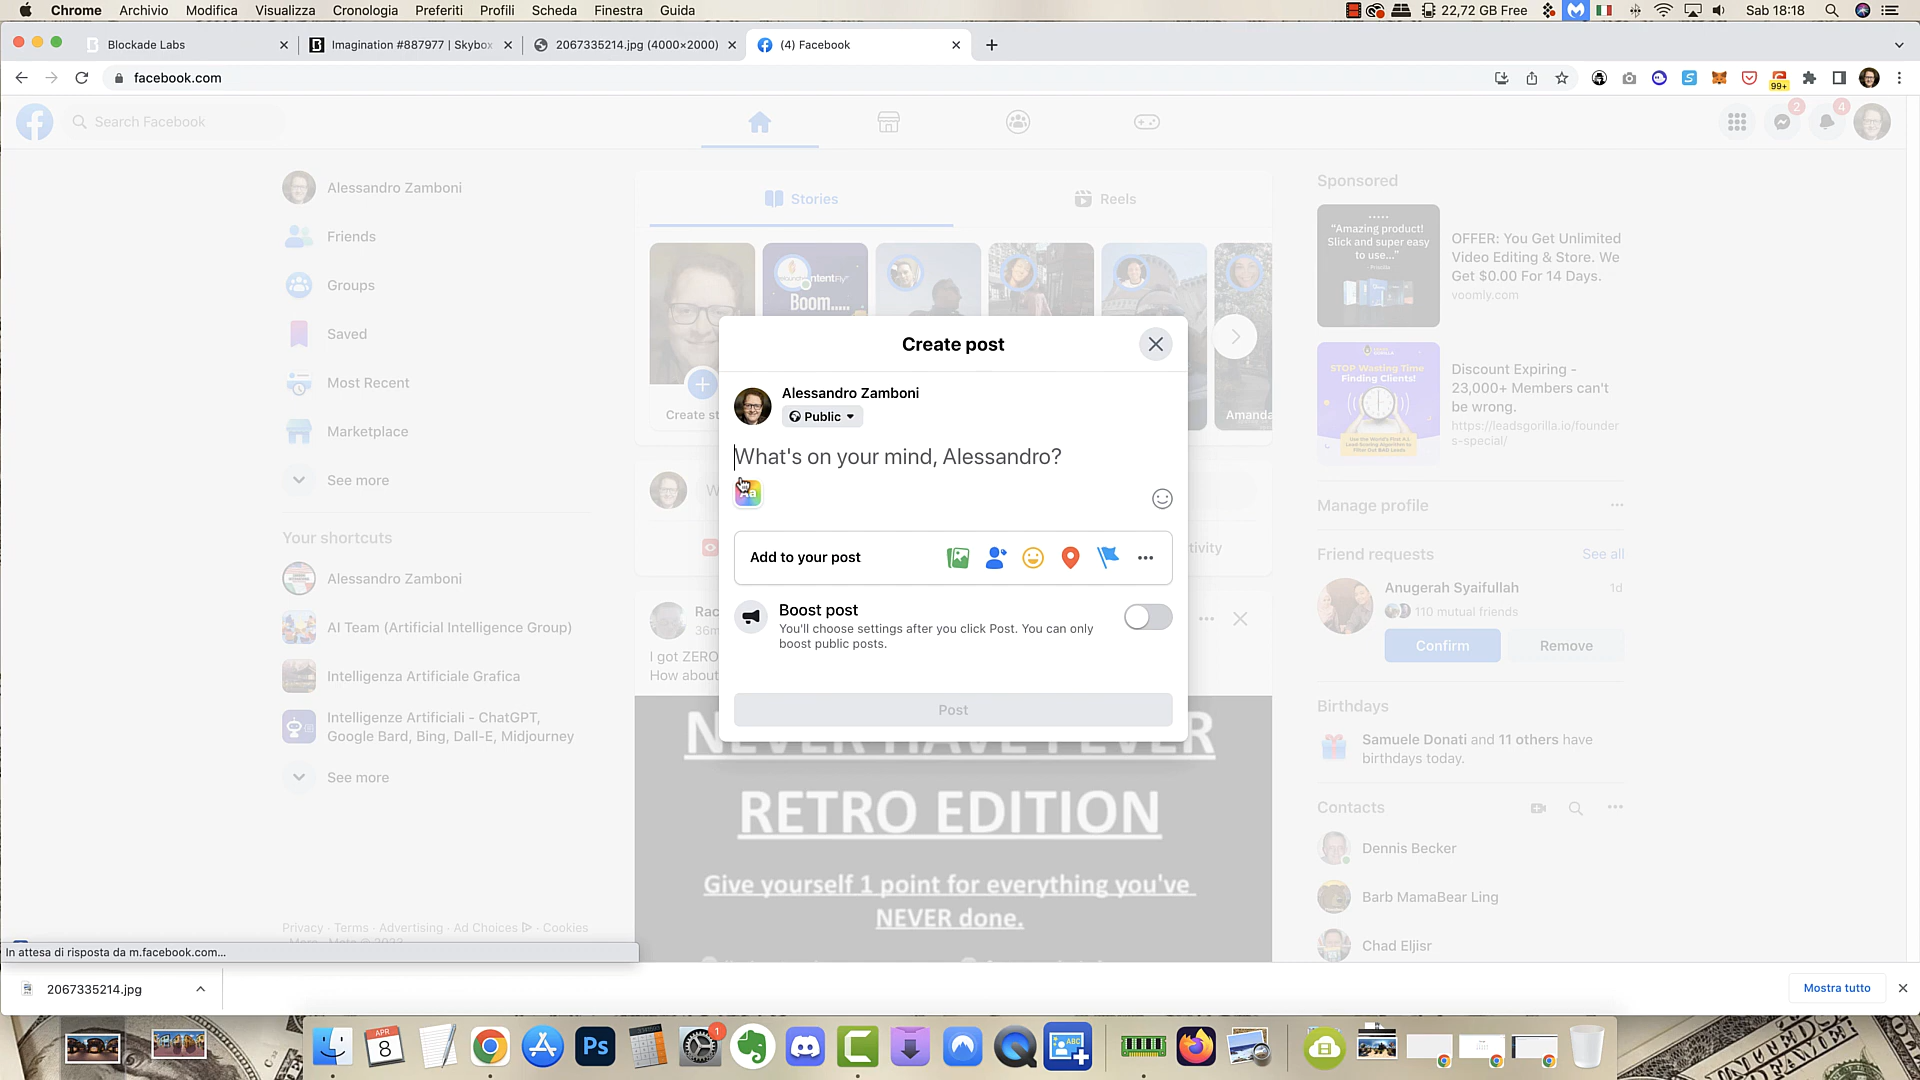 Chrome Archivio Modifica Visualizza Cronologia Preferiti Profili Scheda Finestra Guida 22,72 GB Free Sab 18:18
Blockade Labs
Imagination #887977 | Skybox
2067335214.jpg (4000×2000)
(4) Facebook
facebook.com
99+
Search Facebook
2
4
Alessandro Zamboni
Friends
Groups
Saved
Most Recent
Marketplace
See more
Your shortcuts
Alessandro Zamboni
AI Team (Artificial Intelligence Group)
Intelligenza Artificiale Grafica
Intelligenze Artificiali - ChatGPT,
Google Bard, Bing, Dall-E, Midjourney
See more
Privacy · Terms · Advertising · Ad Choices · Cookies
In attesa di risposta da m.facebook.com...
Stories
Reels
Boom.....
Create st
Amanda
Create post
Alessandro Zamboni
Public
What's on your mind, Alessandro?
Add to your post
Boost post
You'll choose settings after you click Post. You can only
boost public posts.
Post
Rac
36m
I got ZERO
How about
NEVER HAVE I EVER
RETRO EDITION
Give yourself 1 point for everything you've
NEVER done.
Sponsored
"Amazing product!
Slick and super easy
to use..."
OFFER: You Get Unlimited
Video Editing & Store. We
Get $0.00 For 14 Days.
voomly.com
STOP Wasting Time
Finding Clients!
Discount Expiring -
23,000+ Members can't
be wrong.
https://leadsgorilla.io/founder
s-special/
Manage profile
Friend requests
See all
Anugerah Syaifullah
1d
110 mutual friends
Confirm
Remove
Birthdays
Samuele Donati and 11 others have
birthdays today.
Contacts
Dennis Becker
Barb MamaBear Ling
Chad Eljisr
2067335214.jpg
Mostra tutto
APR
8
Ps
1
ABC